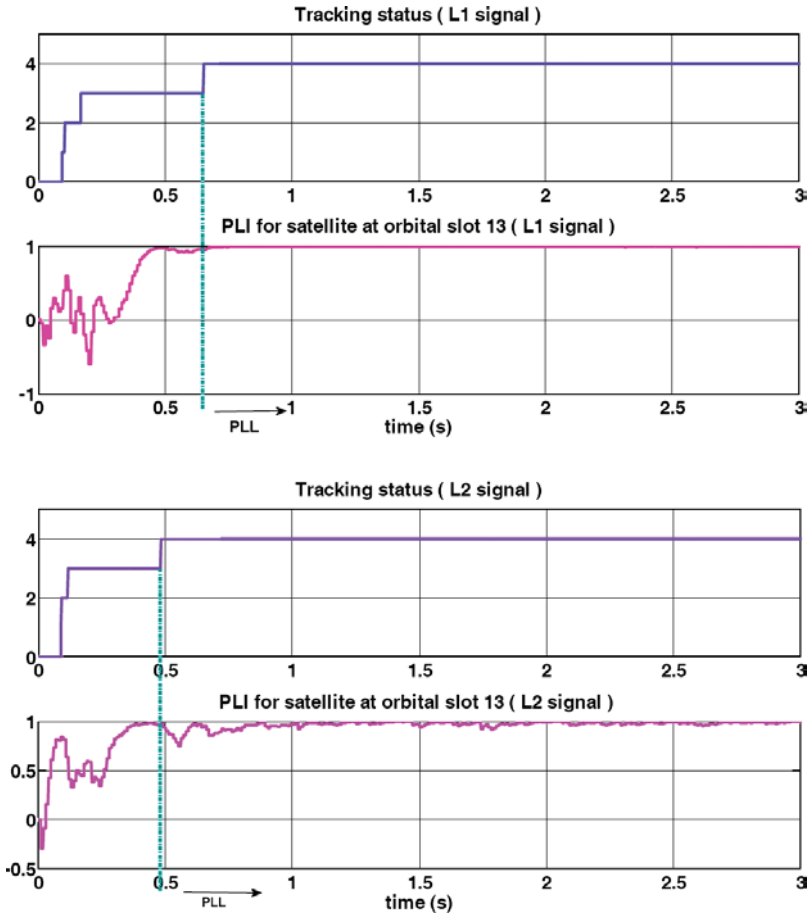 Tracking status ( L1 signal )
4
2
0
0 0.5 1 1.5 2 2.5 3
PLI for satellite at orbital slot 13 ( L1 signal )
1
0
-1
0 0.5 1 1.5 2 2.5 3
PLL
time (s)
Tracking status ( L2 signal )
4
2
0
0 0.5 1 1.5 2 2.5 3
PLI for satellite at orbital slot 13 ( L2 signal )
1
0.5
0
-0.5
0 0.5 1 1.5 2 2.5 3
PLL
time (s)